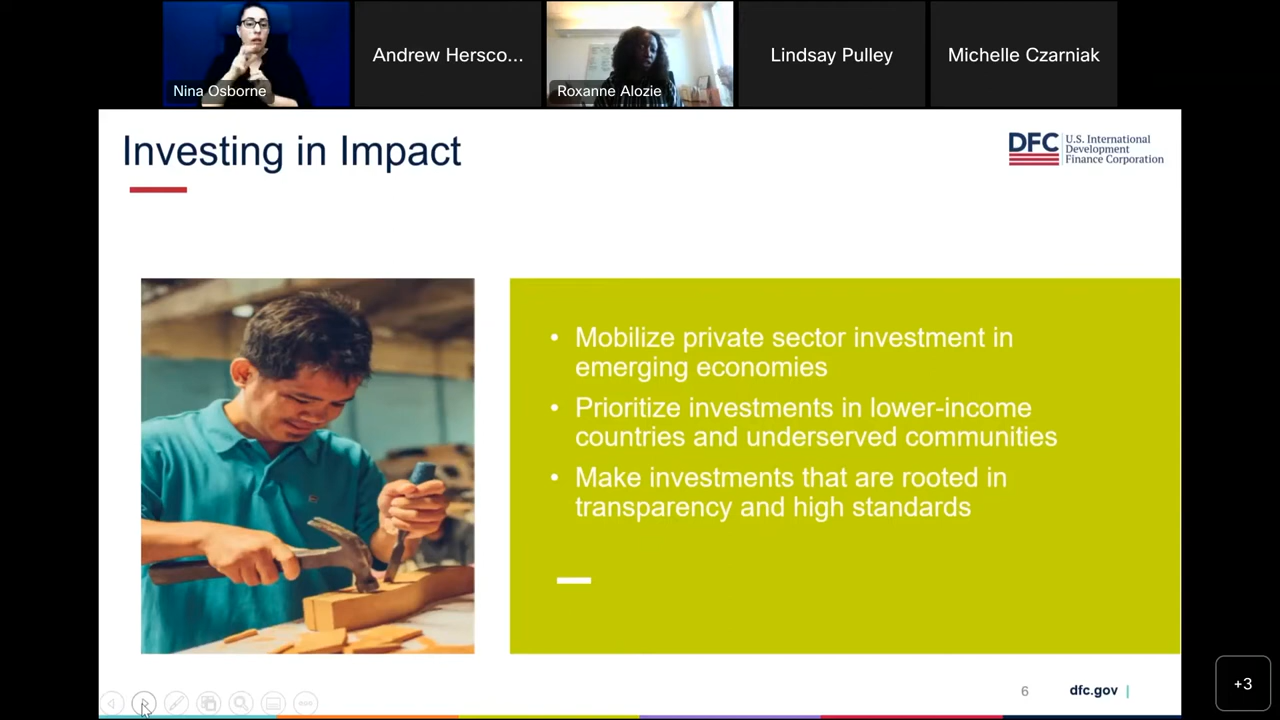 Nina Osborne
Andrew Hersco...
Roxanne Alozie
Lindsay Pulley
Michelle Czarniak
Investing in Impact
DFC
U.S. International
Development
Finance Corporation
• Mobilize private sector investment in
emerging economies
• Prioritize investments in lower-income
countries and underserved communities
• Make investments that are rooted in
transparency and high standards
6
dfc.gov |
+3